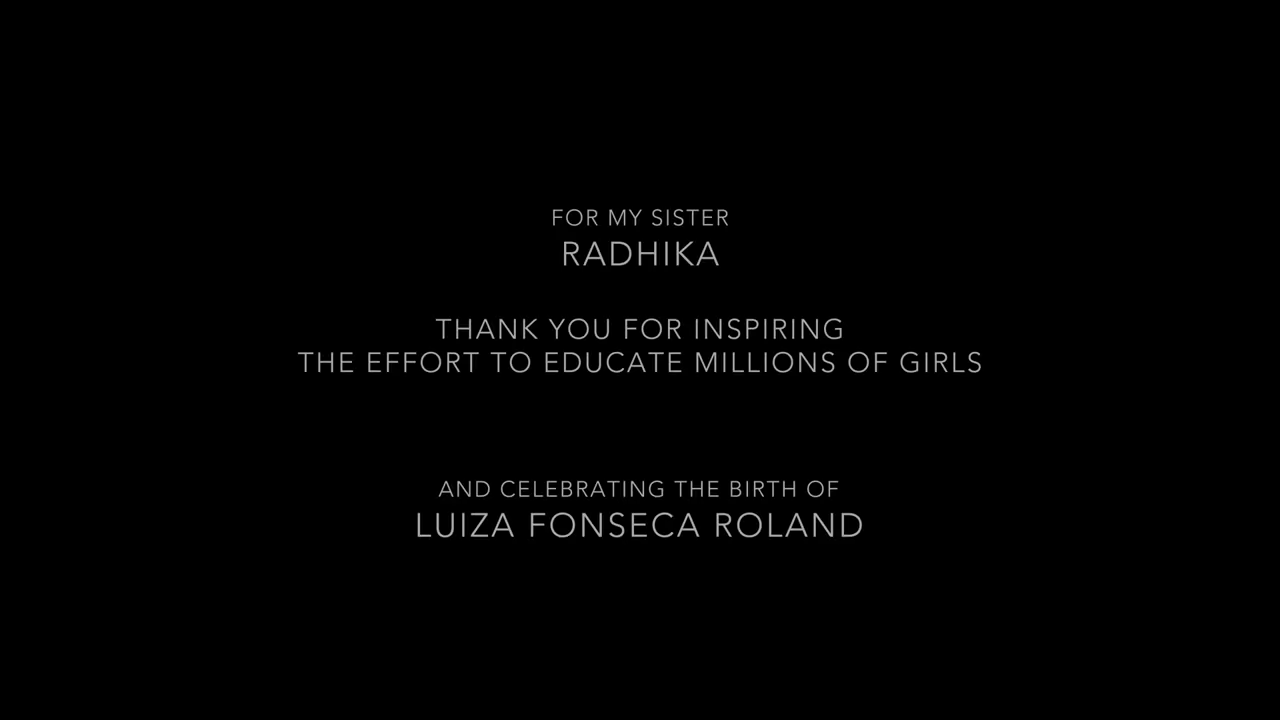 FOR MY SISTER
RADHIKA
THANK YOU FOR INSPIRING
THE EFFORT TO EDUCATE MILLIONS OF GIRLS
AND CELEBRATING THE BIRTH OF
LUIZA FONSECA ROLAND